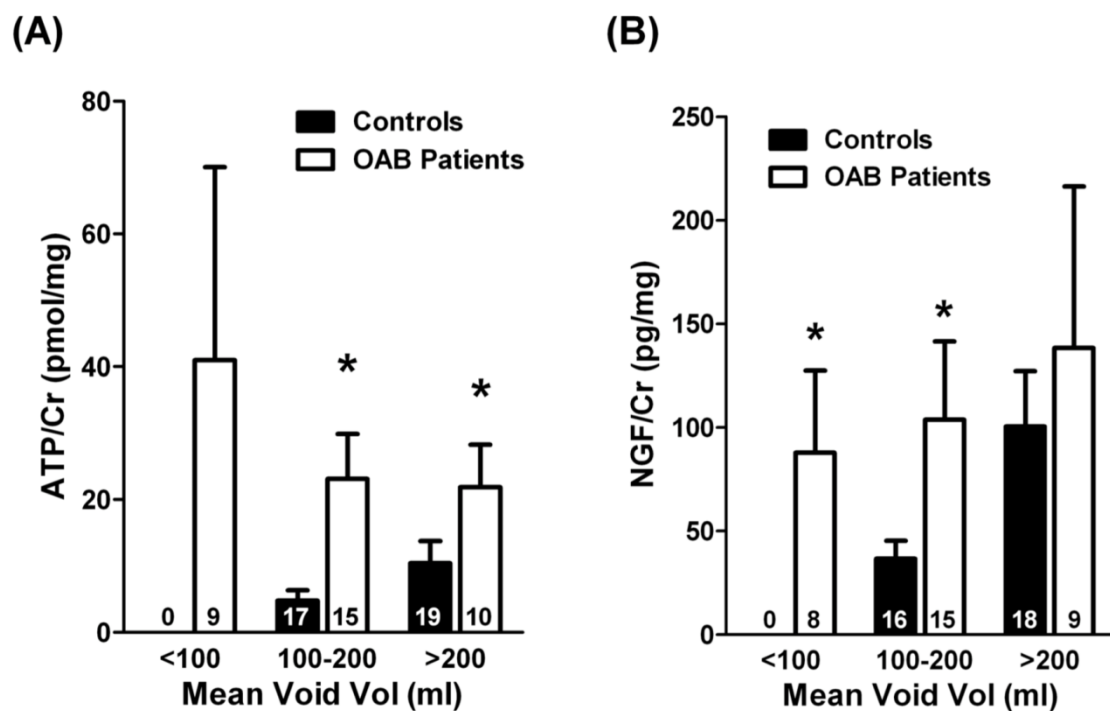 (A)
ATP/Cr (pmol/mg)
80
60
40
20
0
Controls
OAB Patients
*
*
0 9 17 15 19 10
<100 100-200 >200
Mean Void Vol (ml)
(B)
NGF/Cr (pg/mg)
250
200
150
100
50
0
Controls
OAB Patients
*
*
0 8 16 15 18 9
<100 100-200 >200
Mean Void Vol (ml)